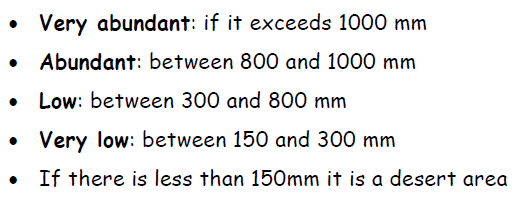 • Very abundant: if it exceeds 1000 mm
• Abundant: between 800 and 1000 mm
• Low: between 300 and 800 mm
• Very low: between 150 and 300 mm
• If there is less than 150mm it is a desert area